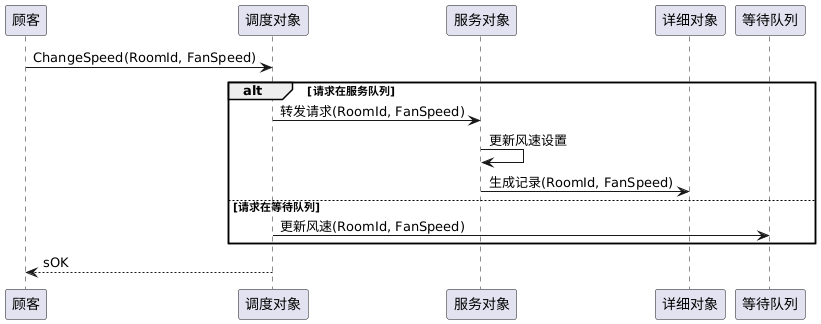 顾客 调度对象 服务对象 详细对象 等待队列
ChangeSpeed(RoomId, FanSpeed)
alt [请求在服务队列]
转发请求(RoomId, FanSpeed)
更新风速设置
生成记录(RoomId, FanSpeed)
[请求在等待队列]
更新风速(RoomId, FanSpeed)
sOK
顾客 调度对象 服务对象 详细对象 等待队列